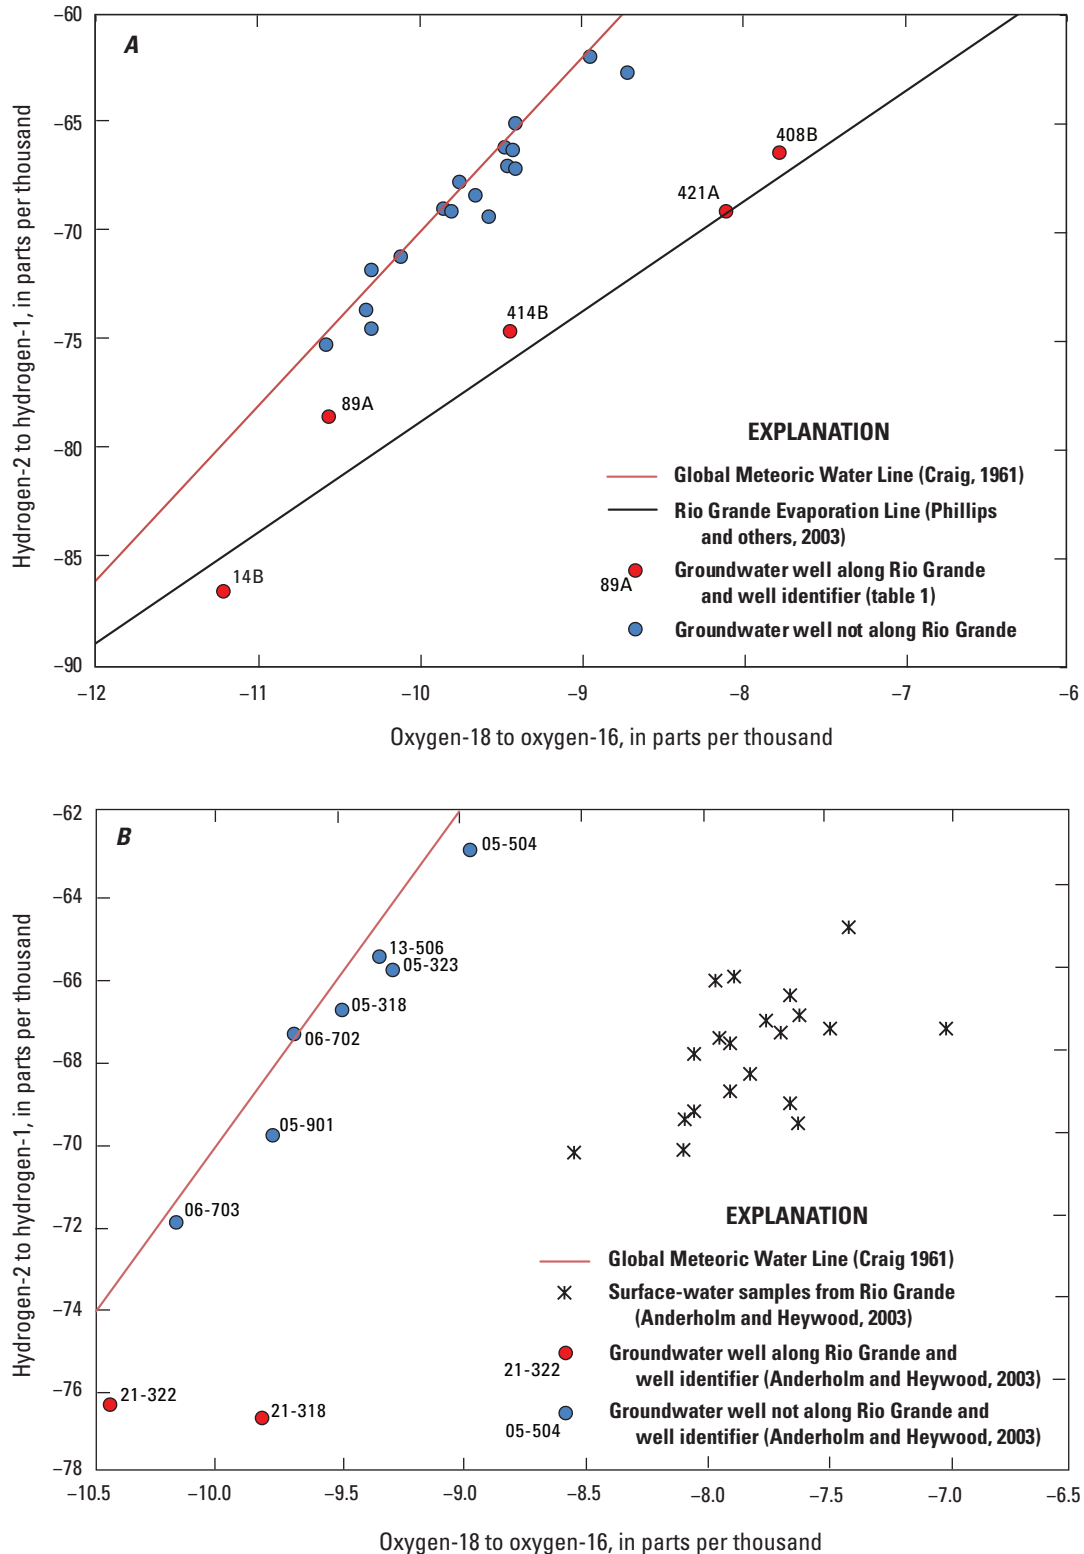 A
Hydrogen-2 to hydrogen-1, in parts per thousand
−60
−65
−70
−75
−80
−85
−90
408B
421A
414B
89A
14B
EXPLANATION
Global Meteoric Water Line (Craig, 1961)
Rio Grande Evaporation Line (Phillips
and others, 2003)
Groundwater well along Rio Grande
89A
and well identifier (table 1)
Groundwater well not along Rio Grande
−12
−11
−10
−9
−8
−7
−6
Oxygen-18 to oxygen-16, in parts per thousand
B
Hydrogen-2 to hydrogen-1, in parts per thousand
−62
−64
−66
−68
−70
−72
−74
−76
−78
05-504
13-506
05-323
05-318
06-702
05-901
06-703
21-322
21-318
EXPLANATION
Global Meteoric Water Line (Craig 1961)
Surface-water samples from Rio Grande
(Anderholm and Heywood, 2003)
Groundwater well along Rio Grande and
21-322
well identifier (Anderholm and Heywood, 2003)
Groundwater well not along Rio Grande and
05-504
well identifier (Anderholm and Heywood, 2003)
−10.5
−10.0
−9.5
−9.0
−8.5
−8.0
−7.5
−7.0
−6.5
Oxygen-18 to oxygen-16, in parts per thousand